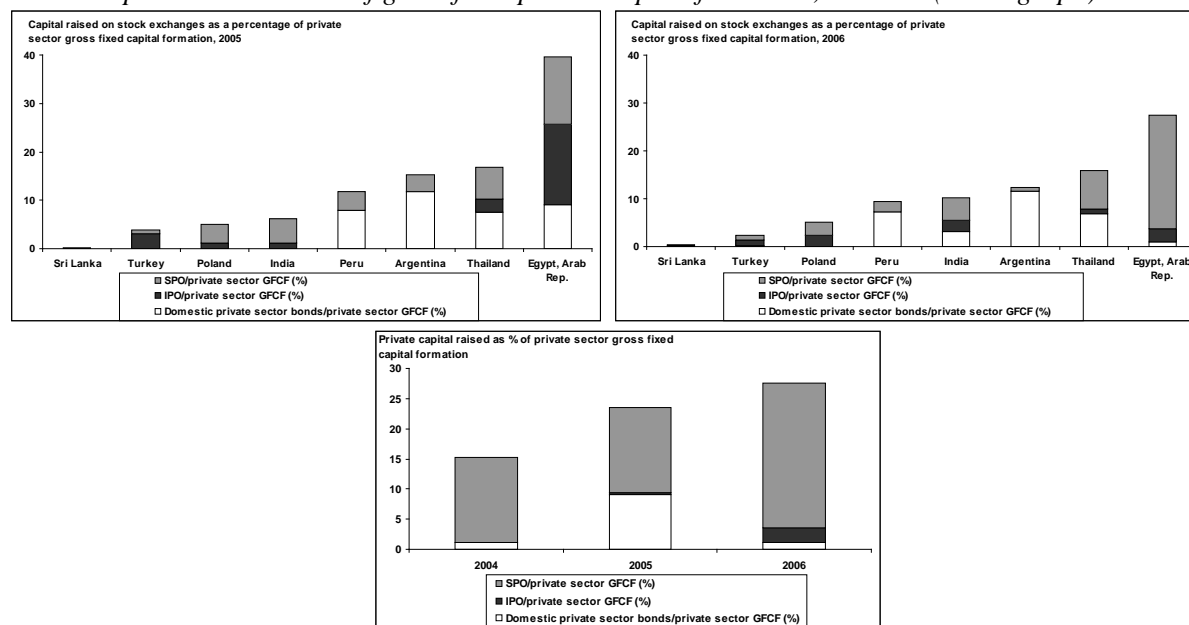 Capital raised on stock exchanges as a percentage of private
sector gross fixed capital formation, 2005
40
30
20
10
0
Sri Lanka Turkey Poland India Peru Argentina Thailand Egypt, Arab
Rep.
SPO/private sector GFCF (%)
IPO/private sector GFCF (%)
Domestic private sector bonds/private sector GFCF (%)
Capital raised on stock exchanges as a percentage of private
sector gross fixed capital formation, 2006
40
30
20
10
0
Sri Lanka Turkey Poland Peru India Argentina Thailand Egypt, Arab
Rep.
SPO/private sector GFCF (%)
IPO/private sector GFCF (%)
Domestic private sector bonds/private sector GFCF (%)
Private capital raised as % of private sector gross fixed
capital formation
30
25
20
15
10
5
0
2004 2005 2006
SPO/private sector GFCF (%)
IPO/private sector GFCF (%)
Domestic private sector bonds/private sector GFCF (%)